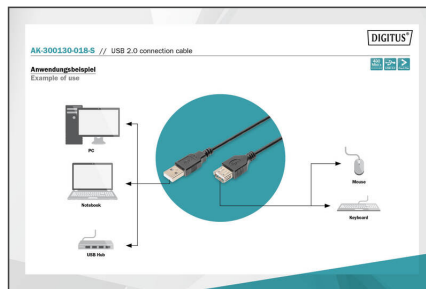 DIGITUS®
AK-300130-018-S // USB 2.0 connection cable
Anwendungsbeispiel
Example of use
480
PC
Notebook
USB Hub
Mouse
Keyboard